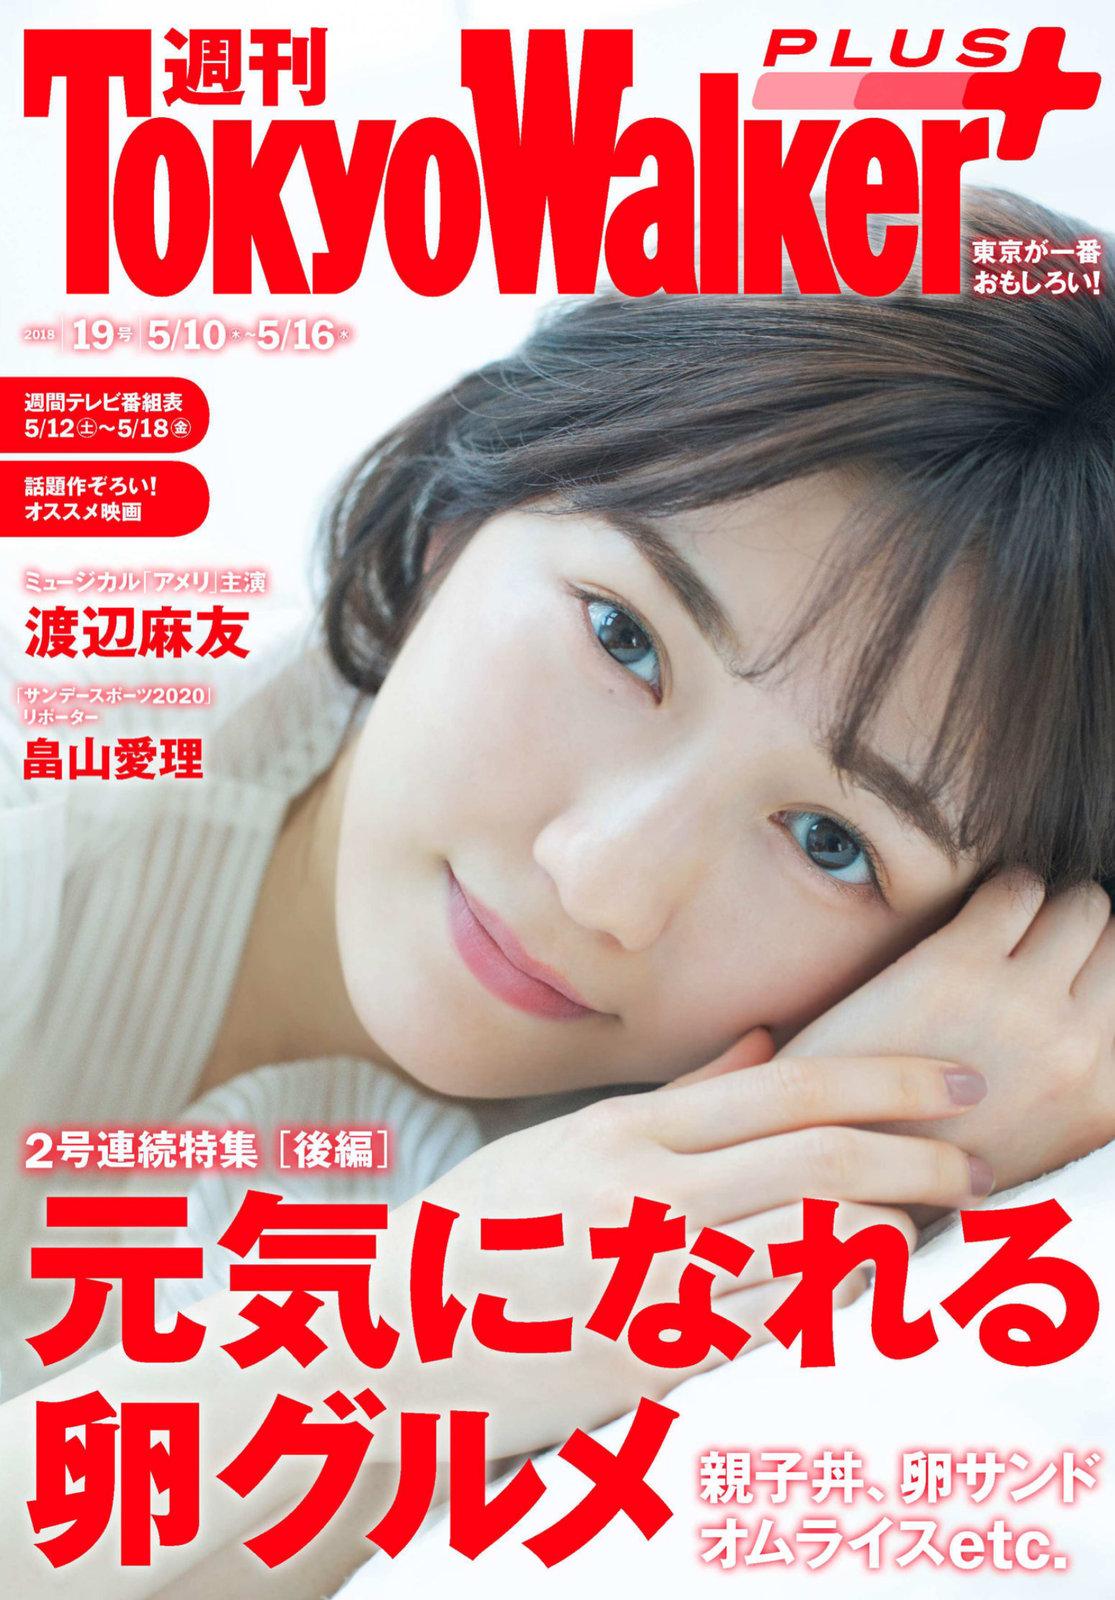 週刊
TokyoWalker
PLUS
東京が一番
おもしろい!
2018 19号 5/10木~5/16水
週間テレビ番組表
5/12土～5/18金
話題作ぞろい!
オススメ映画
ミュージカル「アメリ」主演
渡辺麻友
「サンデースポーツ2020」
リポーター
畠山愛理
2号連続特集［後編］
元気になれる
卵グルメ
親子丼、卵サンド
オムライスetc.